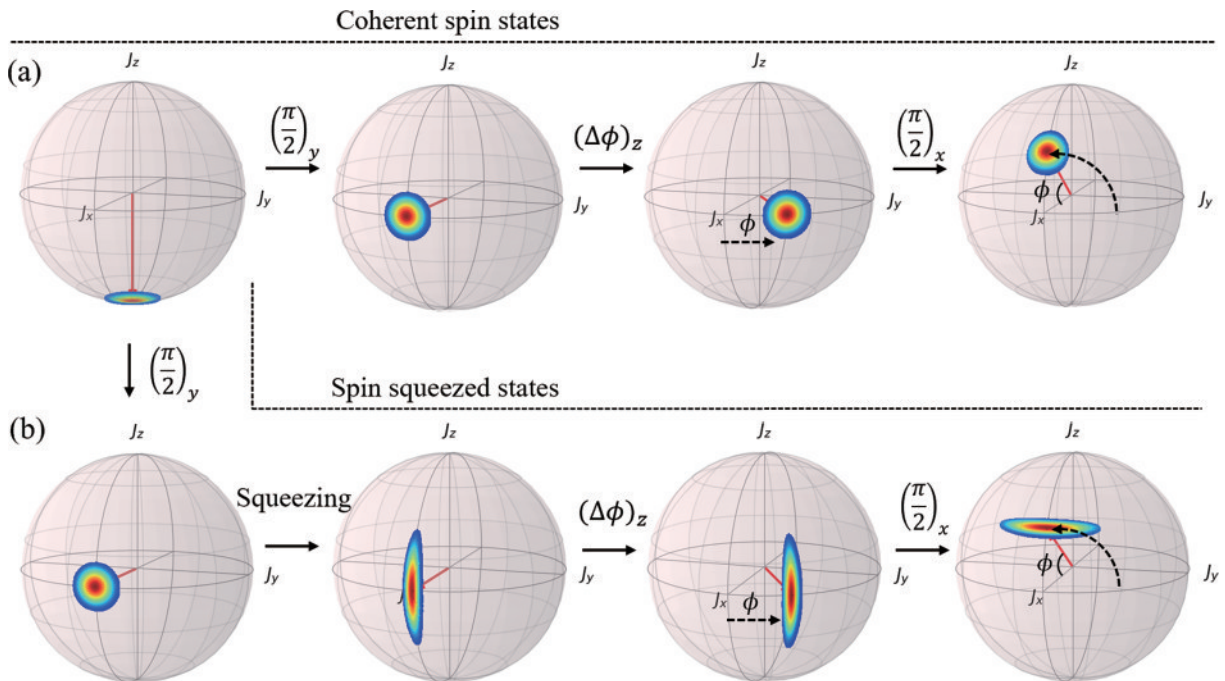 Coherent spin states
(a)
J_z
J_z
J_z
J_z
(π/2)_y
(Δϕ)_z
(π/2)_x
J_x
J_y
J_y
J_x
ϕ
J_y
ϕ
J_x
J_y
(π/2)_y
Spin squeezed states
(b)
J_z
J_z
J_z
J_z
Squeezing
(Δϕ)_z
(π/2)_x
J_y
J
J_y
J_x
ϕ
J_y
ϕ
J_x
J_y